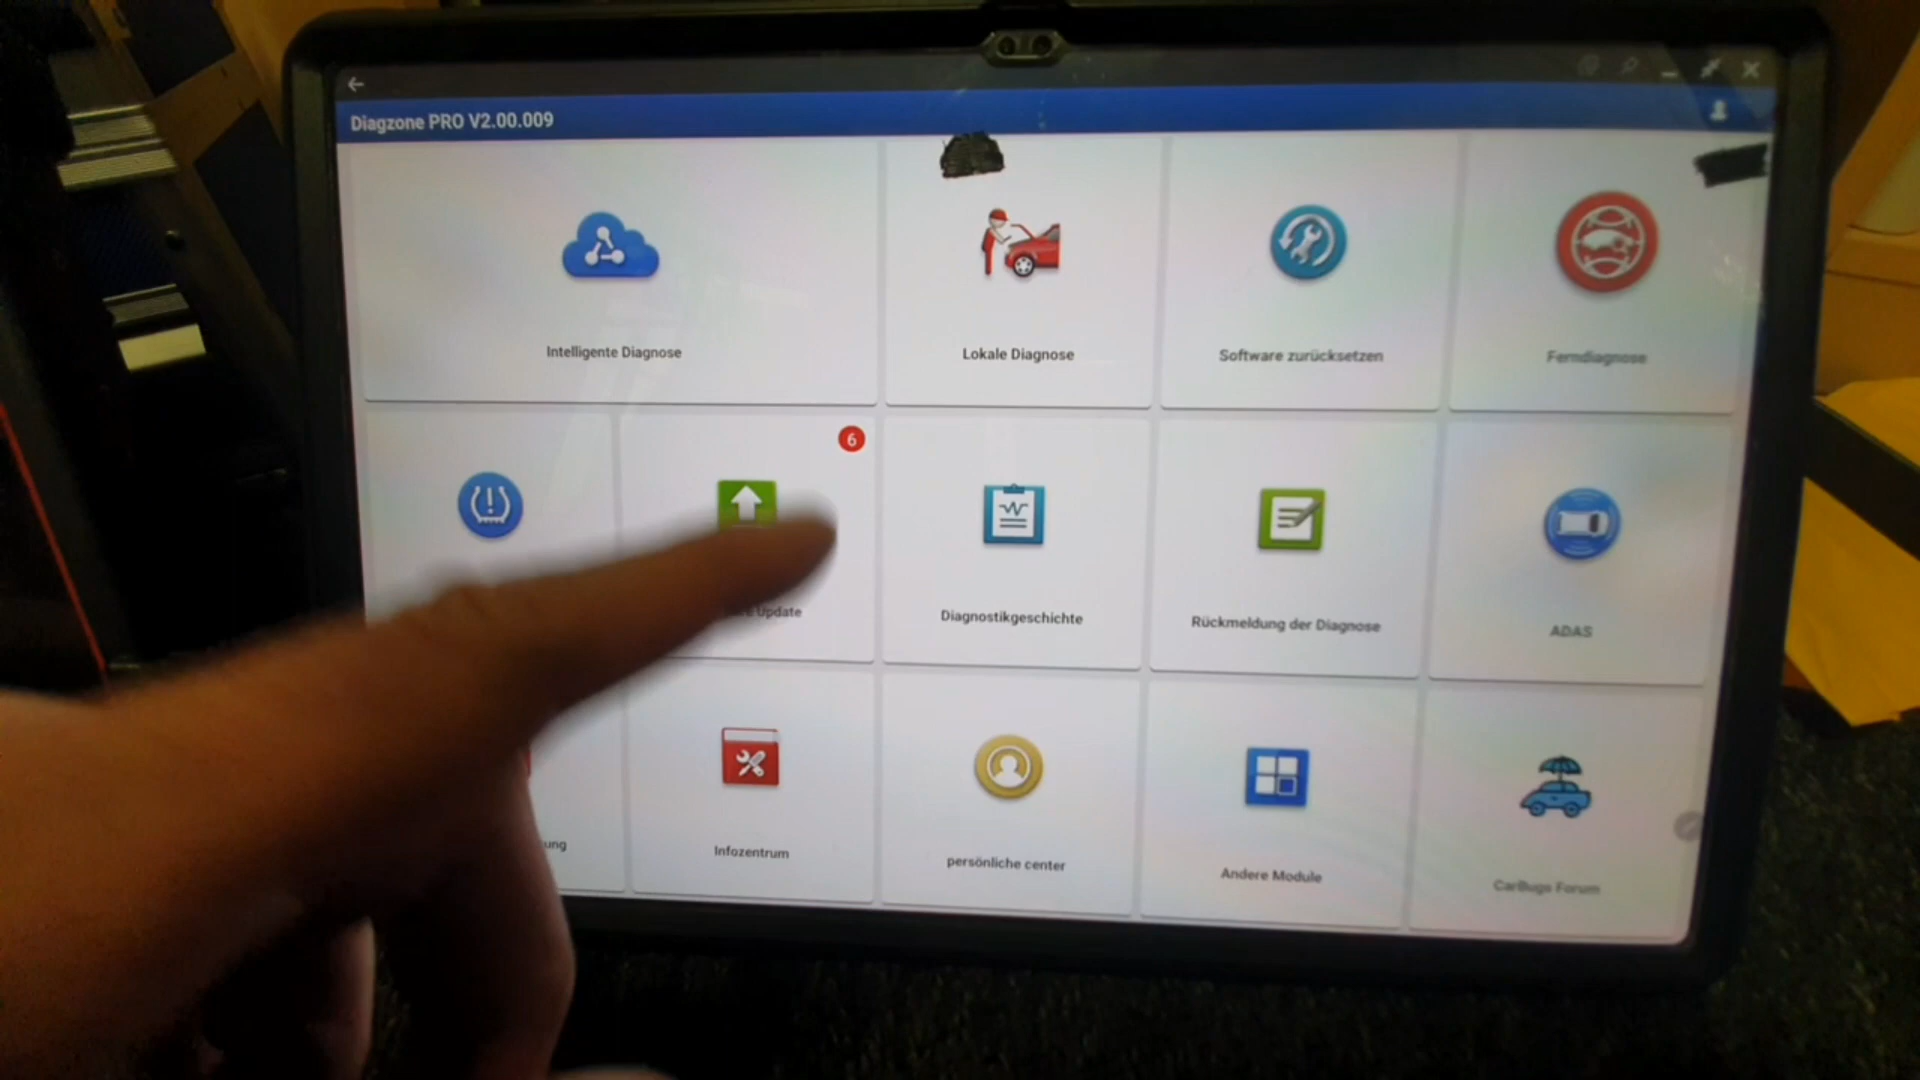 Diagzone PRO V2.00.009
Intelligente Diagnose
Lokale Diagnose
Software zurücksetzen
Ferndiagnose
6
Update
Diagnostikgeschichte
Rückmeldung der Diagnose
ADAS
ung
Infozentrum
persönliche center
Andere Module
CarBugs Forum